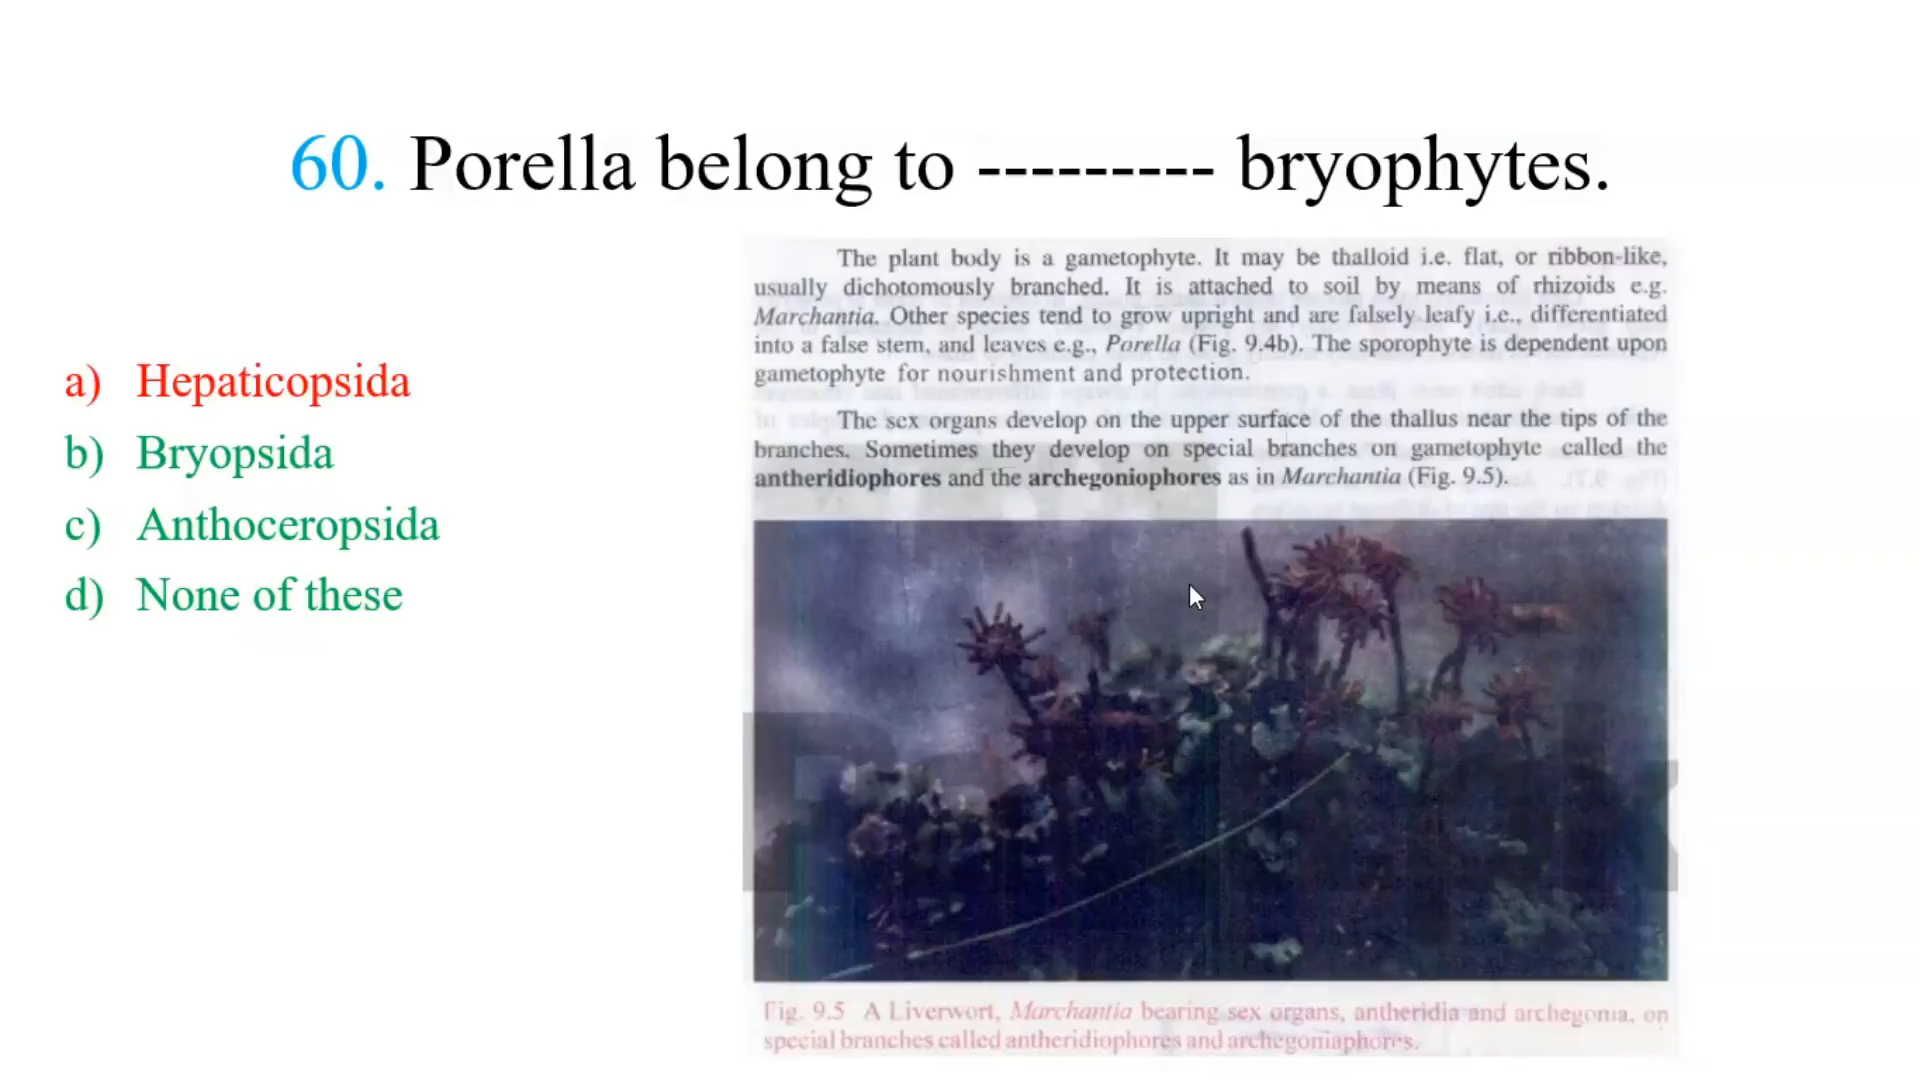 60. Porella belong to --------- bryophytes.
a) Hepaticopsida
b) Bryopsida
c) Anthoceropsida
d) None of these
The plant body is a gametophyte. It may be thalloid i.e. flat, or ribbon-like,
usually dichotomously branched. It is attached to soil by means of rhizoids e.g.
Marchantia. Other species tend to grow upright and are falsely leafy i.e., differentiated
into a false stem, and leaves e.g., Porella (Fig. 9.4b). The sporophyte is dependent upon
gametophyte for nourishment and protection.
The sex organs develop on the upper surface of the thallus near the tips of the
branches. Sometimes they develop on special branches on gametophyte called the
antheridiophores and the archegoniophores as in Marchantia (Fig. 9.5).
Fig. 9.5 A Liverwort, Marchantia bearing sex organs, antheridia and archegonia, on
special branches called antheridiophores and archegoniaphores.